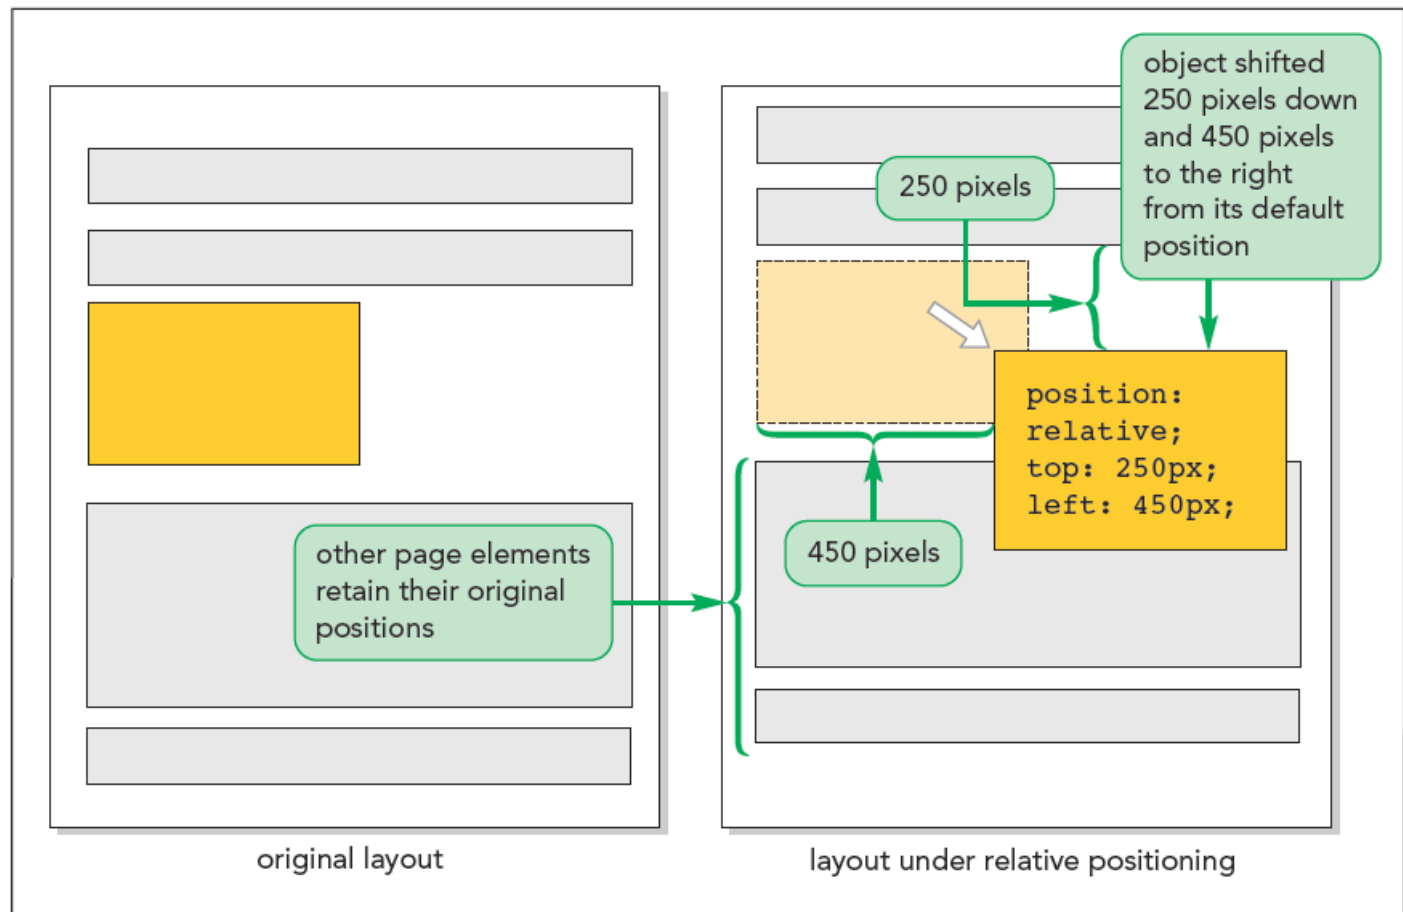 object shifted
250 pixels down
and 450 pixels
to the right
from its default
position
250 pixels
position:
relative;
top: 250px;
left: 450px;
450 pixels
other page elements
retain their original
positions
original layout
layout under relative positioning